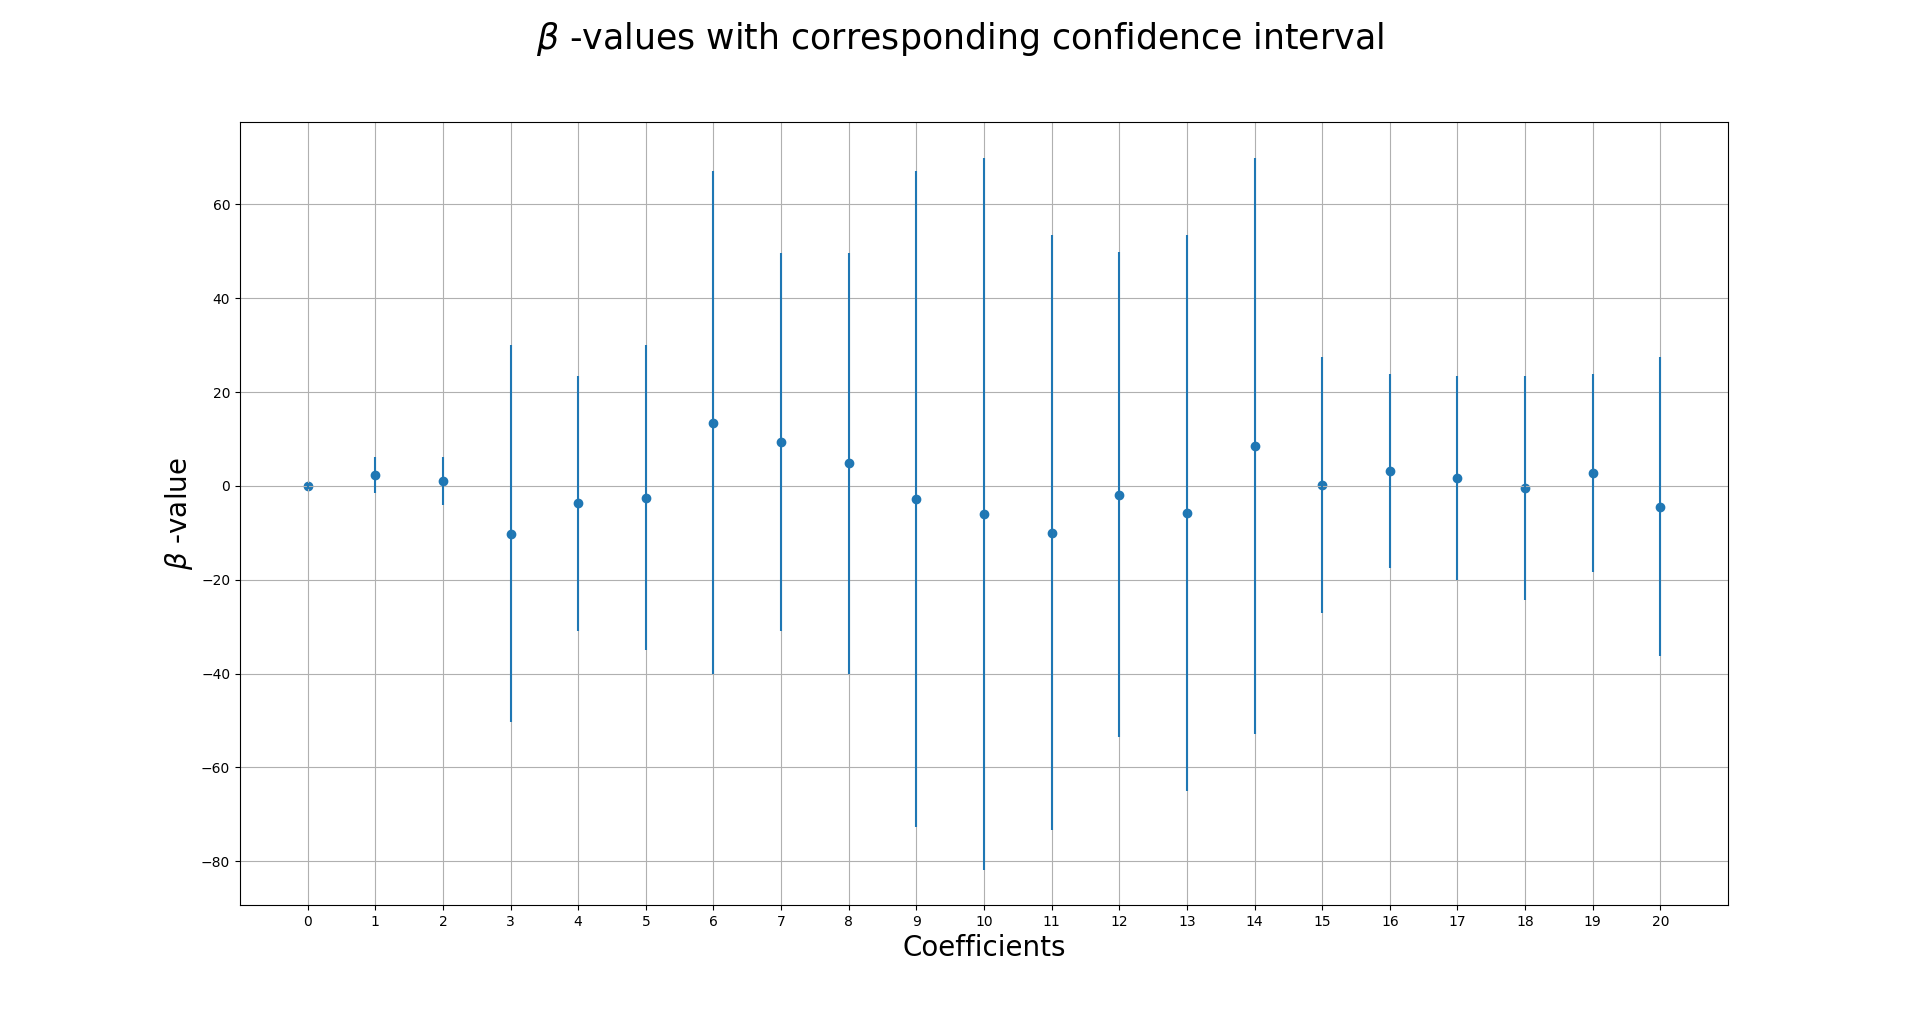 β -values with corresponding confidence interval
60
40
20
0
−20
−40
−60
−80
β -value
0 1 2 3 4 5 6 7 8 9 10 11 12 13 14 15 16 17 18 19 20
Coefficients